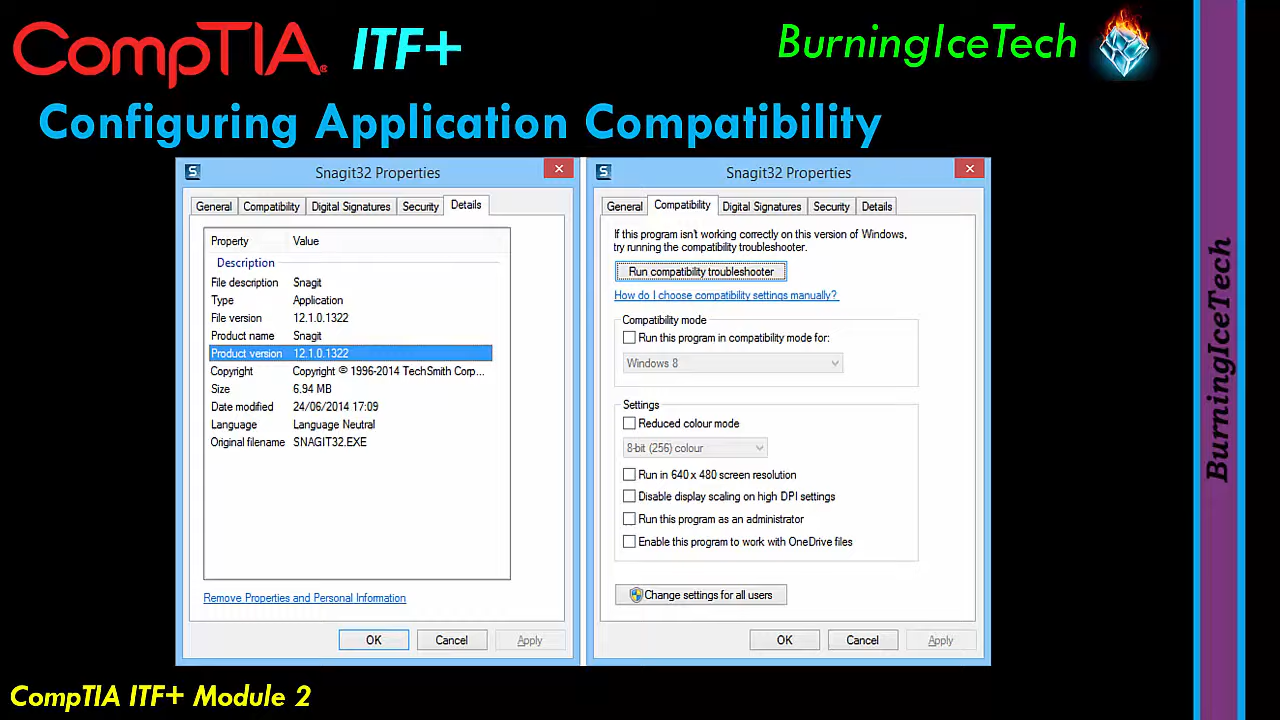 CompTIA. ITF+
BurningIceTech
Configuring Application Compatibility
Snagit32 Properties
General Compatibility Digital Signatures Security Details
Property Value
Description
File description Snagit
Type Application
File version 12.1.0.1322
Product name Snagit
Product version 12.1.0.1322
Copyright Copyright © 1996-2014 TechSmith Corp...
Size 6.94 MB
Date modified 24/06/2014 17:09
Language Language Neutral
Original filename SNAGIT32.EXE
Remove Properties and Personal Information
OK Cancel Apply
Snagit32 Properties
General Compatibility Digital Signatures Security Details
If this program isn't working correctly on this version of Windows,
try running the compatibility troubleshooter.
Run compatibility troubleshooter
How do I choose compatibility settings manually?
Compatibility mode
Run this program in compatibility mode for:
Windows 8
Settings
Reduced colour mode
8-bit (256) colour
Run in 640 x 480 screen resolution
Disable display scaling on high DPI settings
Run this program as an administrator
Enable this program to work with OneDrive files
Change settings for all users
OK Cancel Apply
BurningIceTech
CompTIA ITF+ Module 2